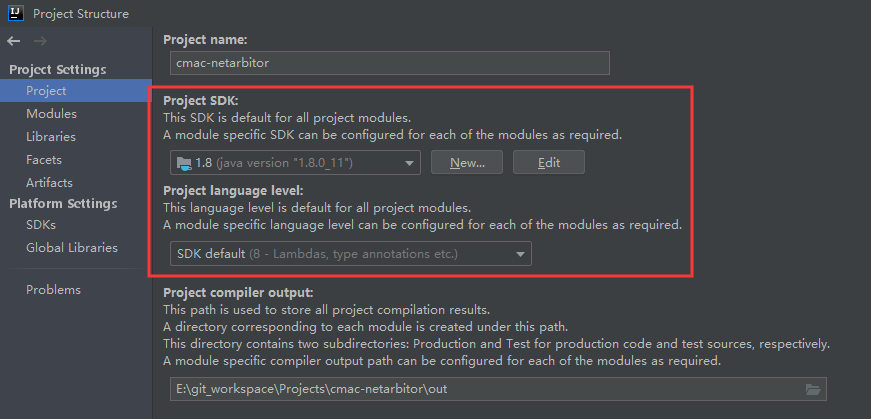 IJ Project Structure
Project Settings
Project
Modules
Libraries
Facets
Artifacts
Platform Settings
SDKs
Global Libraries
Problems
Project name:
cmac-netarbitor
Project SDK:
This SDK is default for all project modules.
A module specific SDK can be configured for each of the modules as required.
1.8 (java version "1.8.0_11")
New...
Edit
Project language level:
This language level is default for all project modules.
A module specific language level can be configured for each of the modules as required.
SDK default (8 - Lambdas, type annotations etc.)
Project compiler output:
This path is used to store all project compilation results.
A directory corresponding to each module is created under this path.
This directory contains two subdirectories: Production and Test for production code and test sources, respectively.
A module specific compiler output path can be configured for each of the modules as required.
E:\git_workspace\Projects\cmac-netarbitor\out